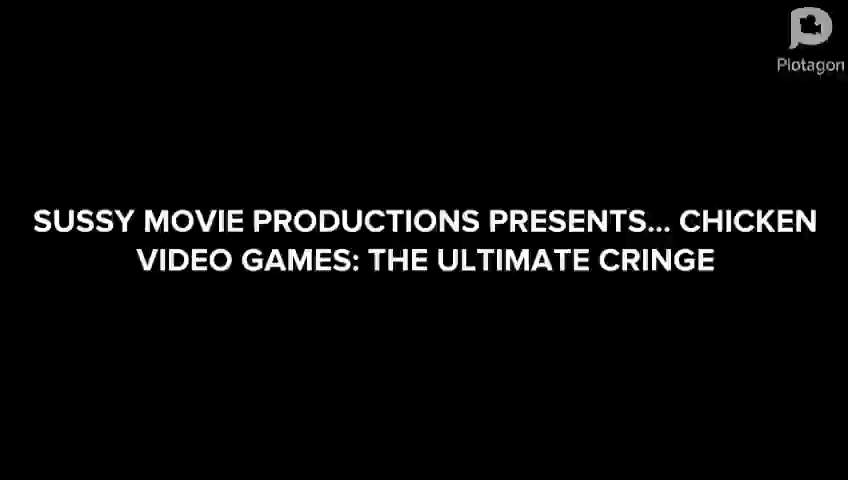 Plotagon
SUSSY MOVIE PRODUCTIONS PRESENTS... CHICKEN
VIDEO GAMES: THE ULTIMATE CRINGE